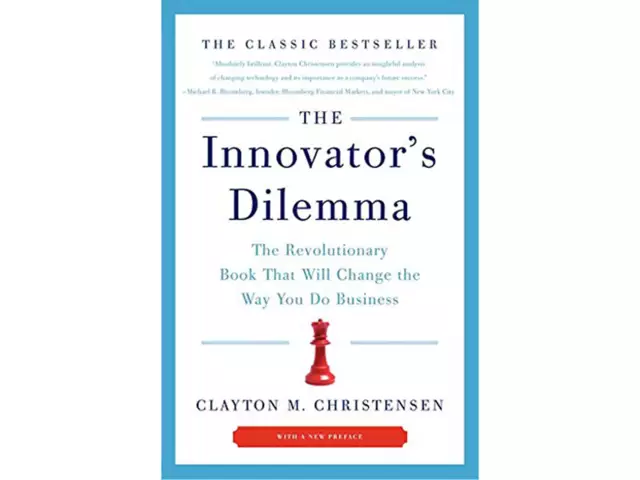 THE CLASSIC BESTSELLER
"Absolutely brilliant. Clayton Christensen provides an insightful analysis
of changing technology and its importance to a company's future success."
–Michael R. Bloomberg, founder, Bloomberg Financial Markets, and mayor of New York City
THE
Innovator's
Dilemma
The Revolutionary
Book That Will Change the
Way You Do Business
CLAYTON M. CHRISTENSEN
WITH A NEW PREFACE